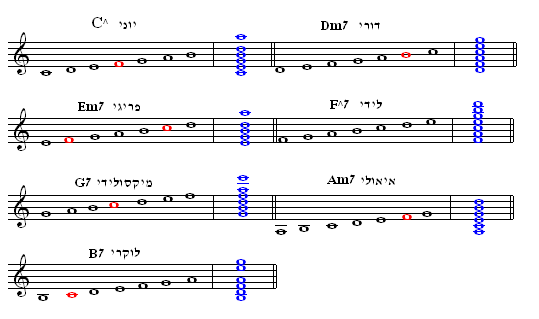 C^ יוני
Dm7 דורי
Em7 פריגי
F^7 לידי
G7 מיקסולידי
Am7 איאולי
B7 לוקרי